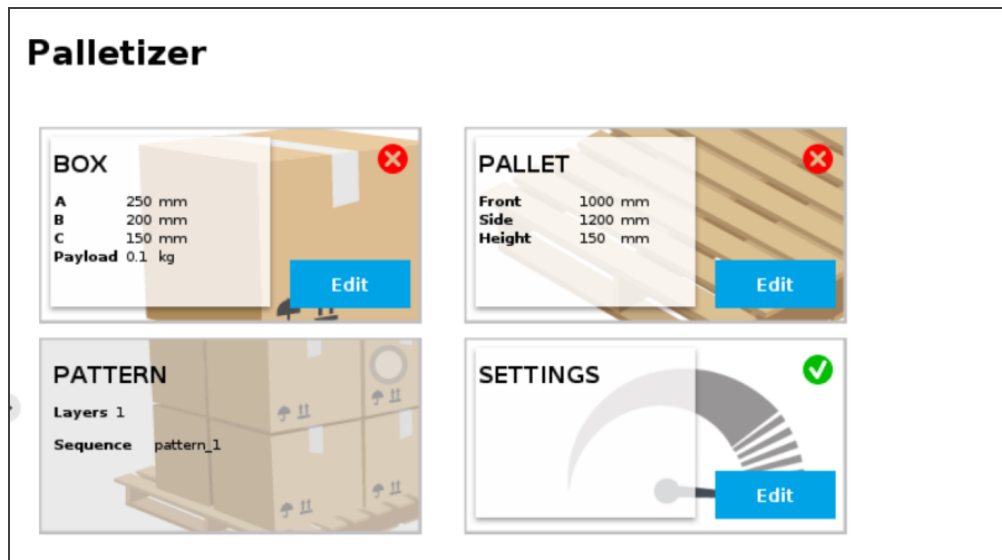 Palletizer
BOX
A 250 mm
B 200 mm
C 150 mm
Payload 0.1 kg
Edit
PALLET
Front 1000 mm
Side 1200 mm
Height 150 mm
Edit
PATTERN
Layers 1
Sequence pattern_1
SETTINGS
Edit